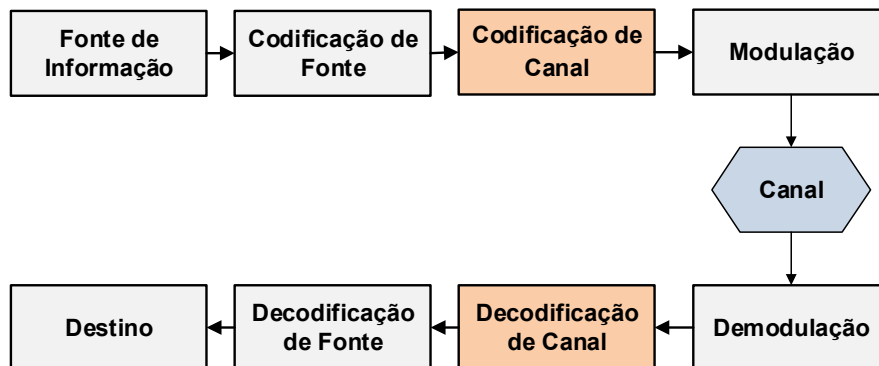 Fonte de
Informação
Codificação de
Fonte
Codificação de
Canal
Modulação
Canal
Destino
Decodificação
de Fonte
Decodificação
de Canal
Demodulação